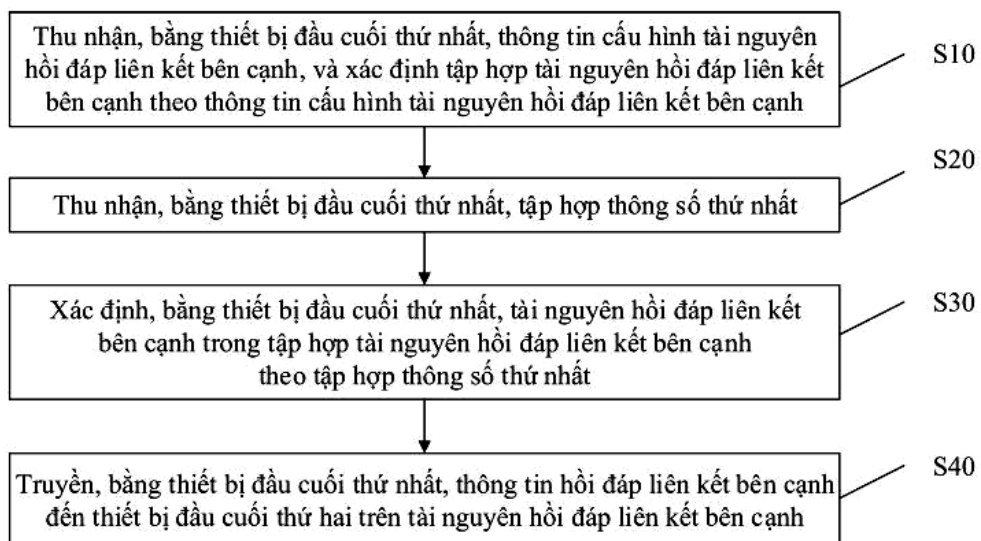 Thu nhận, bằng thiết bị đầu cuối thứ nhất, thông tin cấu hình tài nguyên
hồi đáp liên kết bên cạnh, và xác định tập hợp tài nguyên hồi đáp liên kết
bên cạnh theo thông tin cấu hình tài nguyên hồi đáp liên kết bên cạnh
S10
Thu nhận, bằng thiết bị đầu cuối thứ nhất, tập hợp thông số thứ nhất
S20
Xác định, bằng thiết bị đầu cuối thứ nhất, tài nguyên hồi đáp liên kết
bên cạnh trong tập hợp tài nguyên hồi đáp liên kết bên cạnh
theo tập hợp thông số thứ nhất
S30
Truyền, bằng thiết bị đầu cuối thứ nhất, thông tin hồi đáp liên kết bên cạnh
đến thiết bị đầu cuối thứ hai trên tài nguyên hồi đáp liên kết bên cạnh
S40